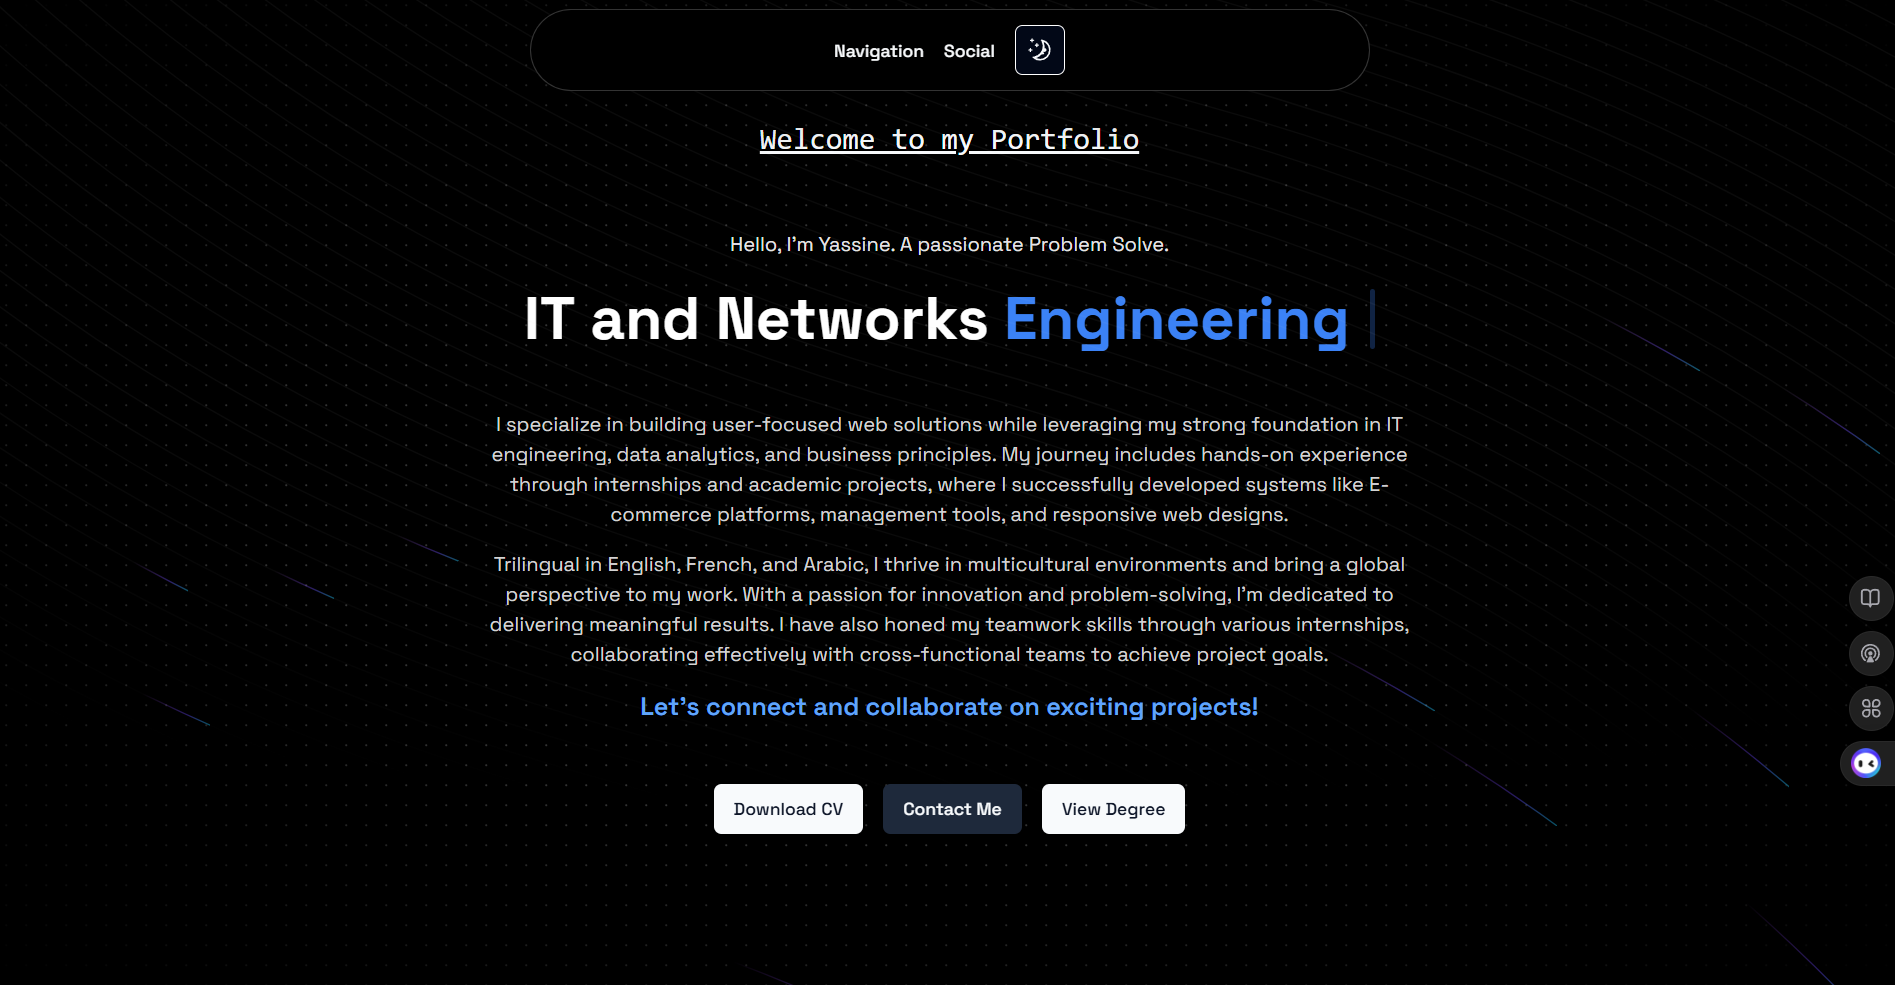 Navigation Social
Welcome to my Portfolio
Hello, I'm Yassine. A passionate Problem Solve.
IT and Networks Engineering
I specialize in building user-focused web solutions while leveraging my strong foundation in IT
engineering, data analytics, and business principles. My journey includes hands-on experience
through internships and academic projects, where I successfully developed systems like E-
commerce platforms, management tools, and responsive web designs.
Trilingual in English, French, and Arabic, I thrive in multicultural environments and bring a global
perspective to my work. With a passion for innovation and problem-solving, I'm dedicated to
delivering meaningful results. I have also honed my teamwork skills through various internships,
collaborating effectively with cross-functional teams to achieve project goals.
Let's connect and collaborate on exciting projects!
Download CV Contact Me View Degree